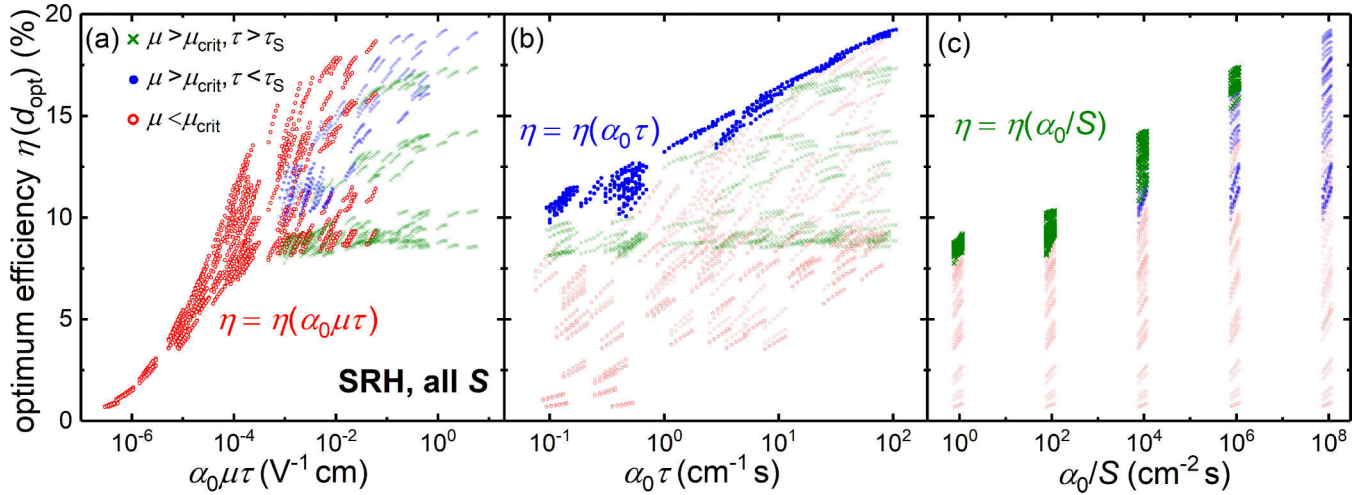 optimum efficiency η(d_opt) (%)
0
5
10
15
20
(a)
× μ > μ_crit, τ > τ_S
● μ > μ_crit, τ < τ_S
○ μ < μ_crit
η = η(α₀μτ)
SRH, all S
10⁻⁶ 10⁻⁴ 10⁻² 10⁰
α₀μτ (V⁻¹ cm)
(b)
η = η(α₀τ)
10⁻¹ 10⁰ 10¹ 10²
α₀τ (cm⁻¹ s)
(c)
η = η(α₀/S)
10⁰ 10² 10⁴ 10⁶ 10⁸
α₀/S (cm⁻² s)